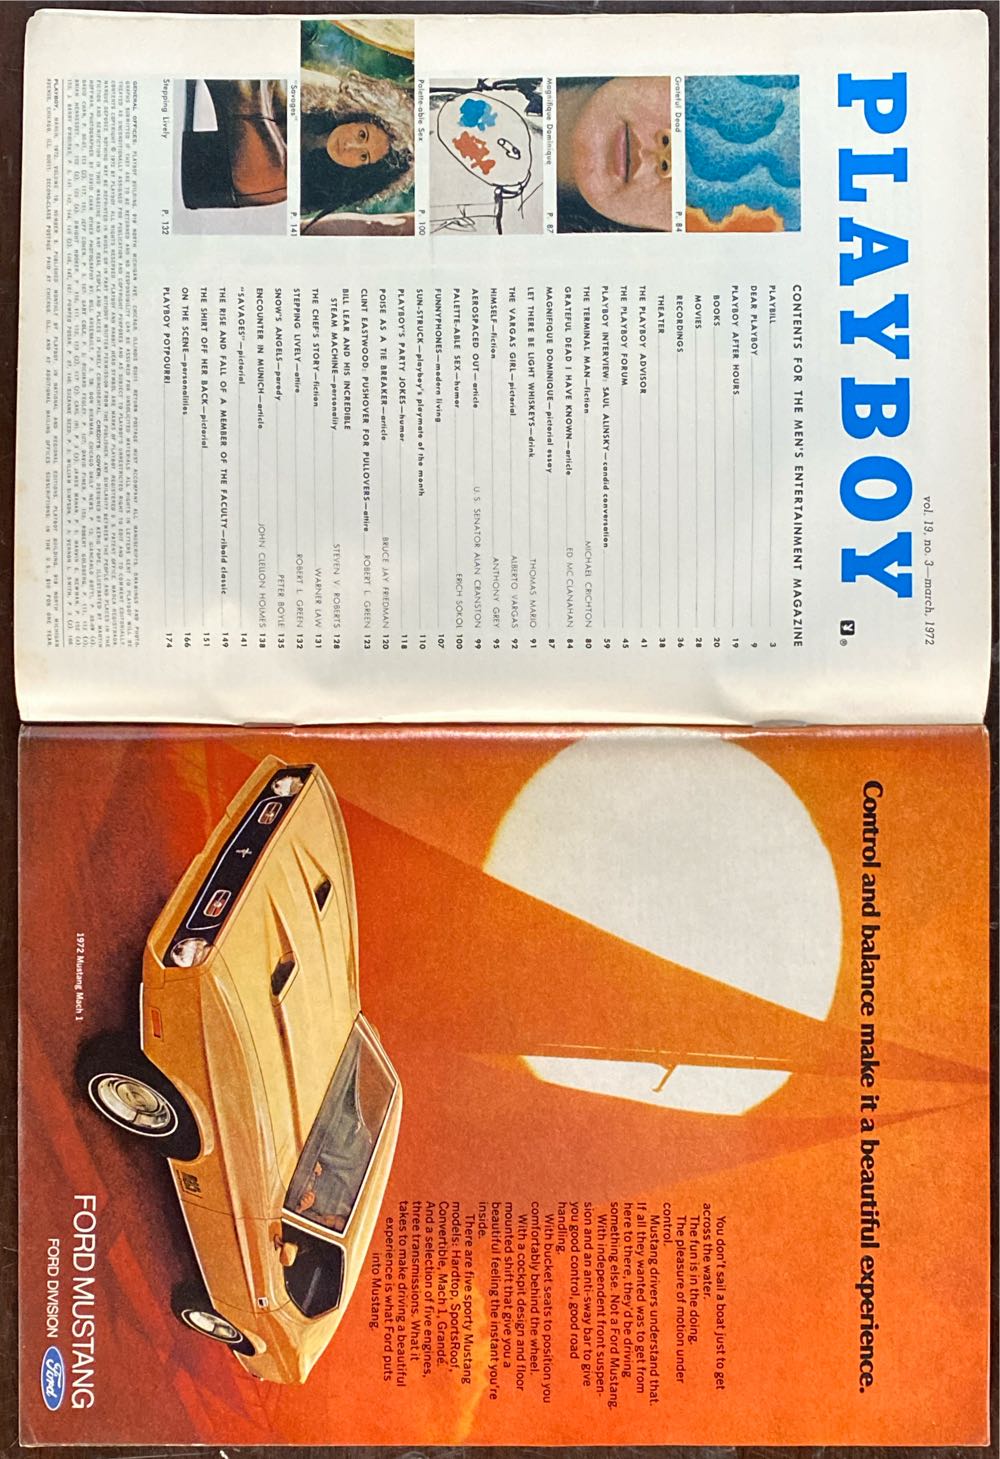 vol. 19, no. 3—march, 1972
PLAYBOY ®
CONTENTS FOR THE MEN'S ENTERTAINMENT MAGAZINE
PLAYBILL 3
DEAR PLAYBOY 9
PLAYBOY AFTER HOURS 19
BOOKS 20
MOVIES 28
RECORDINGS 36
THEATER 38
THE PLAYBOY ADVISOR 41
THE PLAYBOY FORUM 45
PLAYBOY INTERVIEW: SAUL ALINSKY—candid conversation 59
THE TERMINAL MAN—fiction MICHAEL CRICHTON 80
GRATEFUL DEAD I HAVE KNOWN—article ED MC CLANAHAN 84
MAGNIFIQUE DOMINIQUE—pictorial essay 87
LET THERE BE LIGHT WHISKEYS—drink THOMAS MARIO 91
THE VARGAS GIRL—pictorial ALBERTO VARGAS 92
HIMSELF—fiction ANTHONY GREY 95
AEROSPACED OUT—article U. S. SENATOR ALAN CRANSTON 99
PALETTE-ABLE SEX—humor ERICH SOKOL 100
FUNNYPHONES—modern living 107
SUN-STRUCK—playboy's playmate of the month 110
PLAYBOY'S PARTY JOKES—humor 118
POISE AS A TIE BREAKER—article BRUCE JAY FRIEDMAN 120
CLINT EASTWOOD: PUSHOVER FOR PULLOVERS—attire ROBERT L. GREEN 123
BILL LEAR AND HIS INCREDIBLE
STEAM MACHINE—personality STEVEN V. ROBERTS 128
THE CHEF'S STORY—fiction WARNER LAW 131
STEPPING LIVELY—attire ROBERT L. GREEN 132
SNOW'S ANGELS—parody PETER BOYLE 135
ENCOUNTER IN MUNICH—article JOHN CLELLON HOLMES 138
"SAVAGES"—pictorial 141
THE RISE AND FALL OF A MEMBER OF THE FACULTY—ribald classic 149
THE SHIRT OFF HER BACK—pictorial 151
ON THE SCENE—personalities 166
PLAYBOY POTPOURRI 174
Grateful Dead P. 84
Magnifique Dominique P. 87
Palette-able Sex P. 100
"Savages" P. 141
Stepping Lively P. 132
Control and balance make it a beautiful experience.
You don't sail a boat just to get
across the water.
The fun is in the doing.
The pleasure of motion under
control.
Mustang drivers understand that.
If all they wanted was to get from
here to there, they'd be driving
something else. Not a Ford Mustang.
With independent front suspen-
sion and an anti-sway bar to give
you good control, good road
handling.
With bucket seats to position you
comfortably behind the wheel.
With a cockpit design and floor
mounted shift that give you a
beautiful feeling the instant you're
inside.
There are five sporty Mustang
models: Hardtop, SportsRoof,
Convertible, Mach 1, Grandé.
And a selection of five engines,
three transmissions. What it
takes to make driving a beautiful
experience is what Ford puts
into Mustang.
1972 Mustang Mach 1
FORD MUSTANG
FORD DIVISION Ford